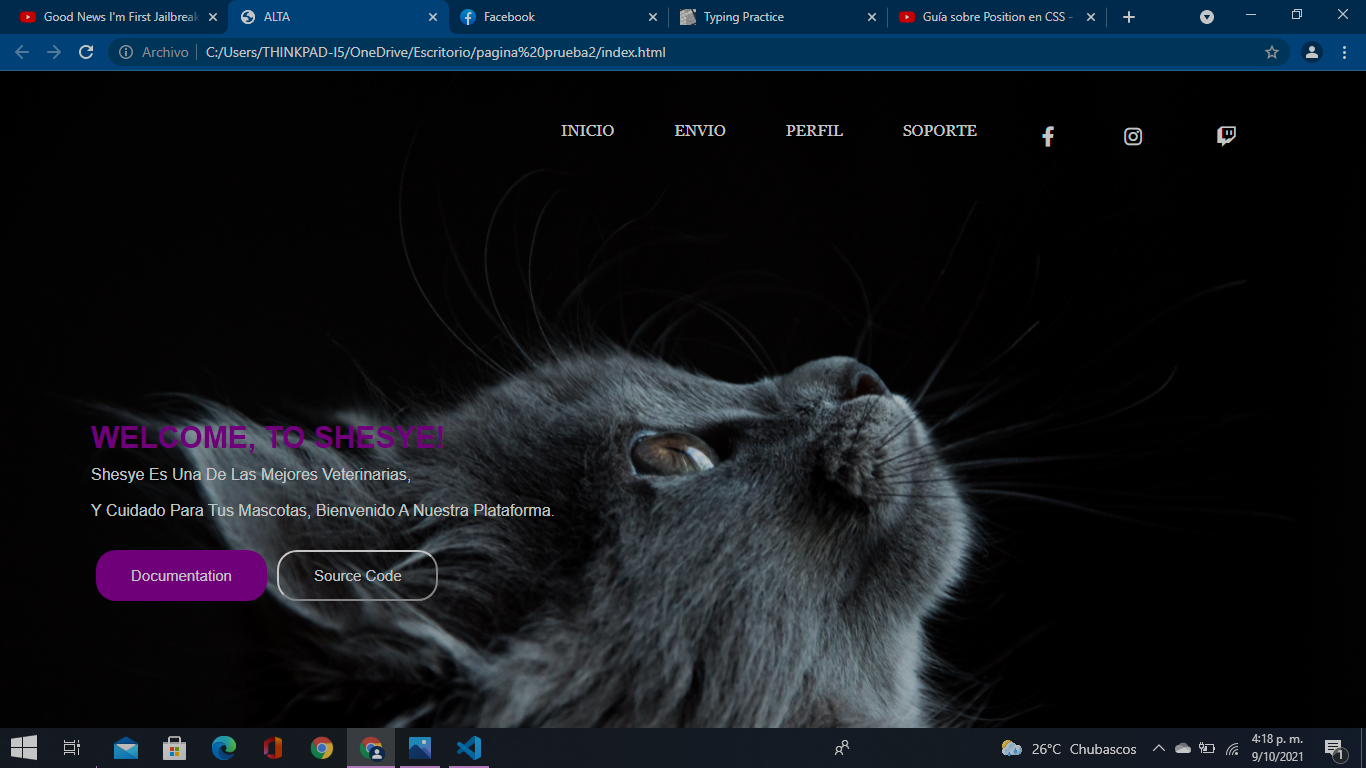 Good News I'm First Jailbreak
ALTA
Facebook
Typing Practice
Guía sobre Position en CSS -
Archivo
C:/Users/THINKPAD-I5/OneDrive/Escritorio/pagina%20prueba2/index.html
INICIO ENVIO PERFIL SOPORTE
WELCOME, TO SHESYE!
Shesye Es Una De Las Mejores Veterinarias,
Y Cuidado Para Tus Mascotas, Bienvenido A Nuestra Plataforma.
Documentation Source Code
26°C Chubascos
4:18 p. m.
9/10/2021
1